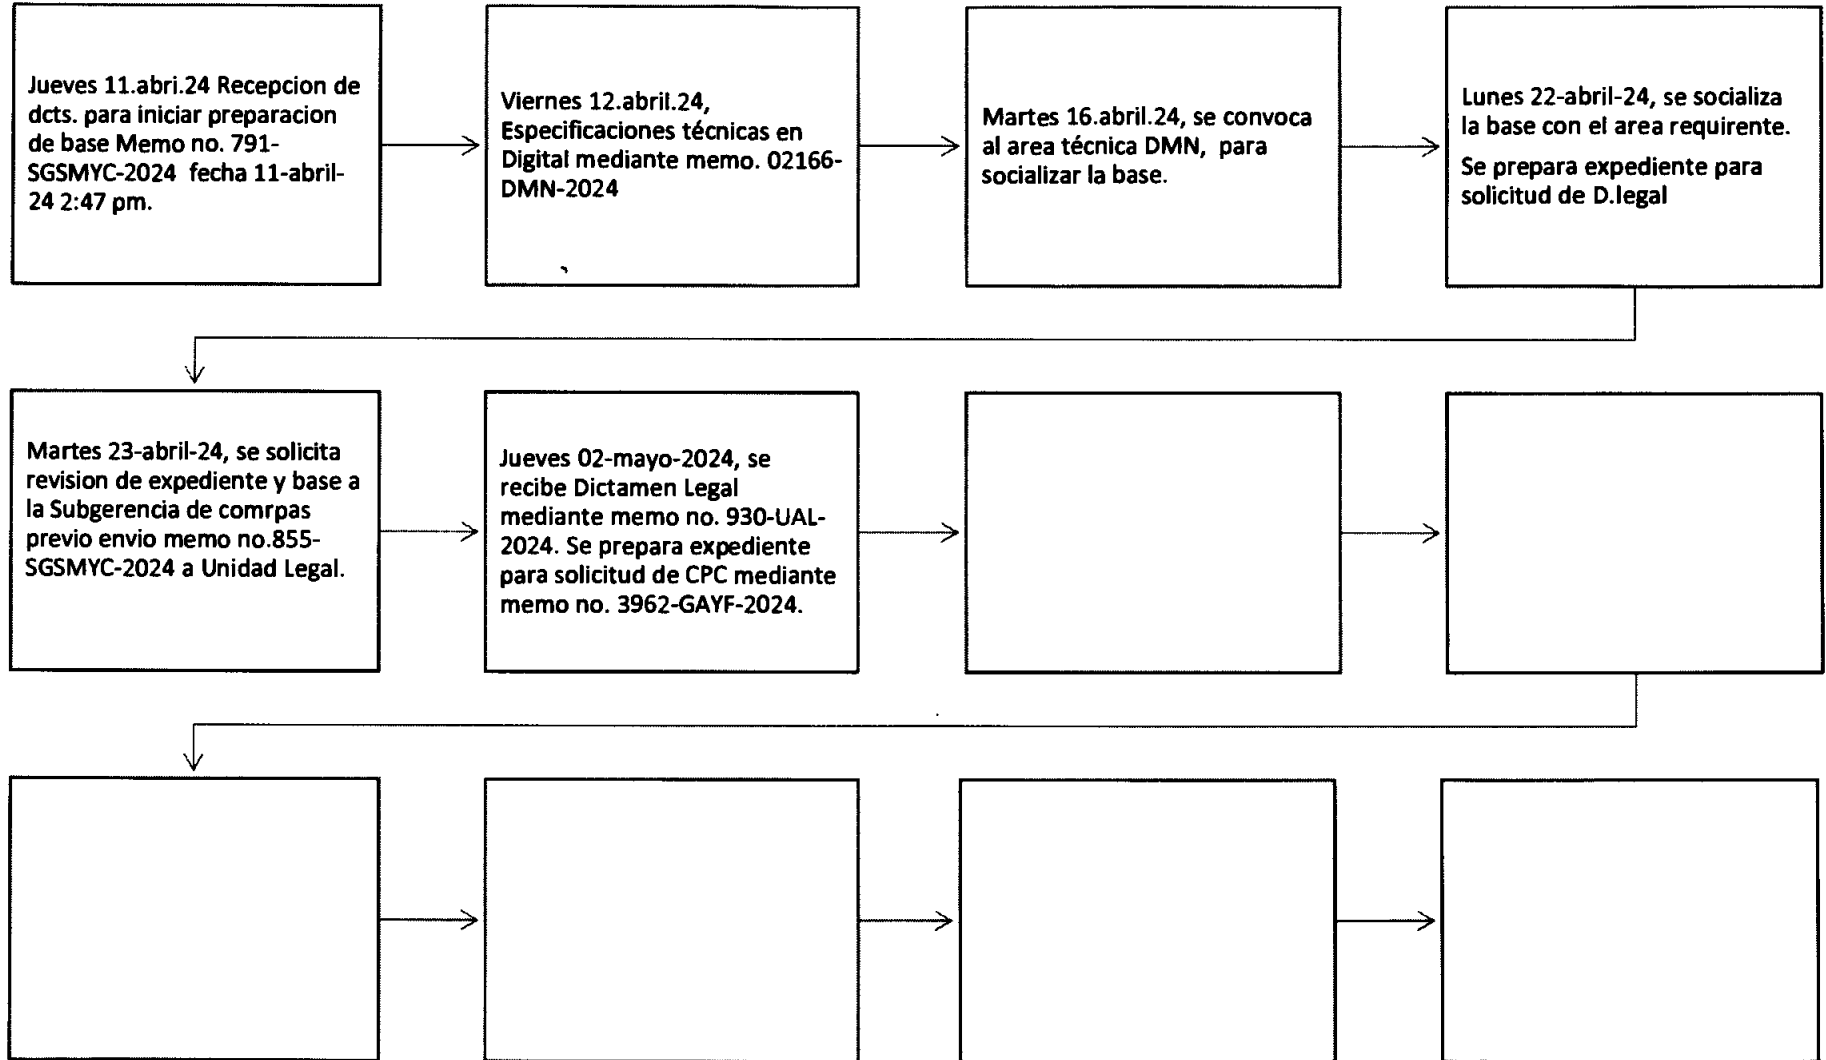 Jueves 11.abri.24 Recepcion de
dcts. para iniciar preparacion
de base Memo no. 791-
SGSMYC-2024 fecha 11-abril-
24 2:47 pm.
Viernes 12.abril.24,
Especificaciones técnicas en
Digital mediante memo. 02166-
DMN-2024
Martes 16.abril.24, se convoca
al area técnica DMN, para
socializar la base.
Lunes 22-abril-24, se socializa
la base con el area requirente.
Se prepara expediente para
solicitud de D.legal
Martes 23-abril-24, se solicita
revision de expediente y base a
la Subgerencia de comrpas
previo envio memo no.855-
SGSMYC-2024 a Unidad Legal.
Jueves 02-mayo-2024, se
recibe Dictamen Legal
mediante memo no. 930-UAL-
2024. Se prepara expediente
para solicitud de CPC mediante
memo no. 3962-GAYF-2024.